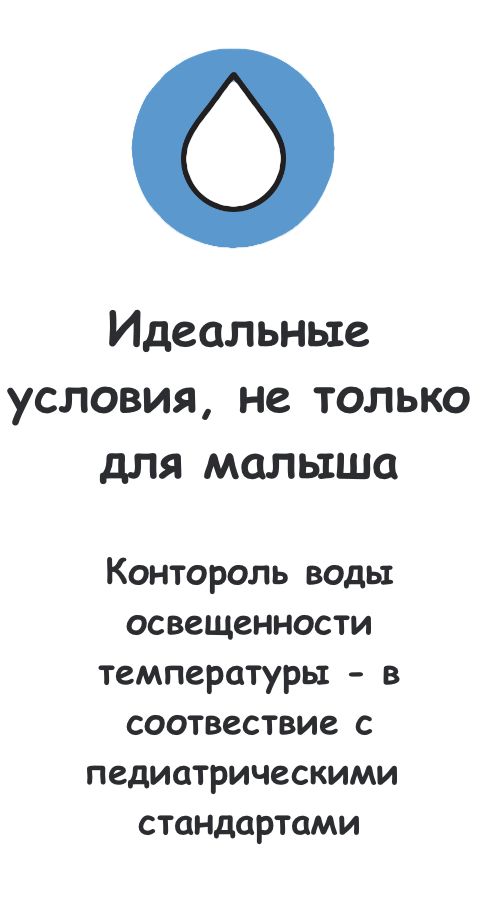 Идеальные
условия, не только
для малыша
Контороль воды
освещенности
температуры - в
соотвествие с
педиатрическими
стандартами